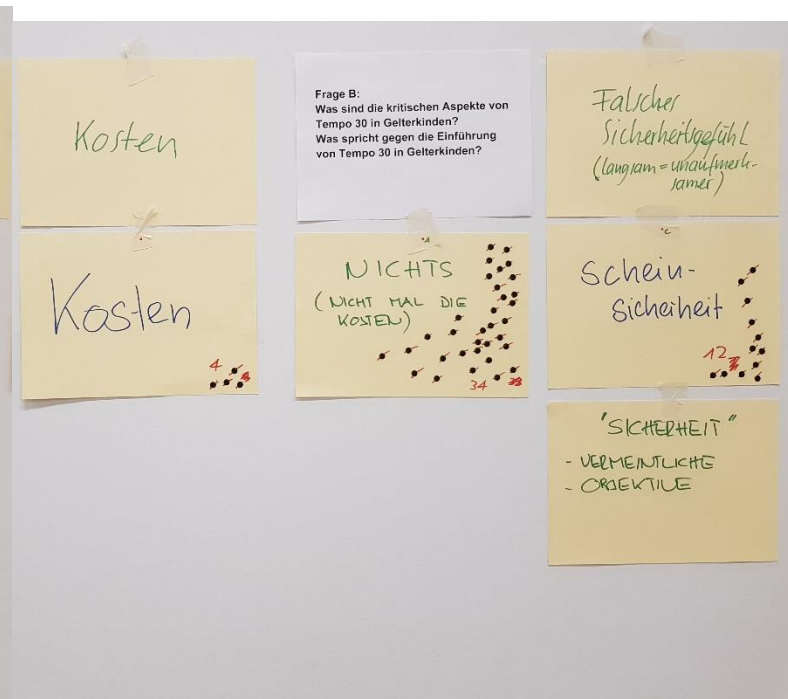 Kosten
Kosten
4
Frage B:
Was sind die kritischen Aspekte von
Tempo 30 in Gelterkinden?
Was spricht gegen die Einführung
von Tempo 30 in Gelterkinden?
A
NICHTS
(NICHT MAL DIE
KOSTEN)
34
Falsches
Sicherheitsgefühl
(langsam = unaufmerk-
samer)
C
Schein-
Sicherheit
12
"SICHERHEIT"
- VERMEINTLICHE
- OBJEKTIVE